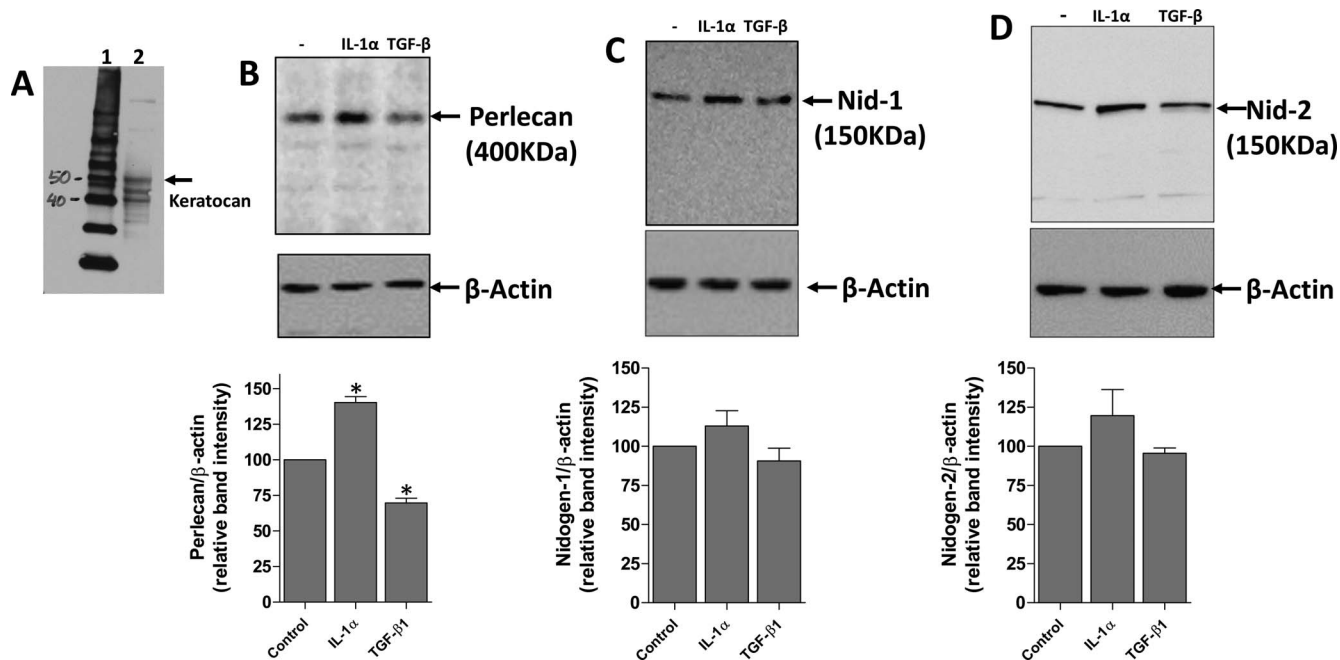 A
1 2
50
40
Keratocan
B
- IL-1α TGF-β
Perlecan
(400KDa)
β-Actin
Perlecan/β-actin
(relative band intensity)
150
125
100
75
50
25
0
Control
IL-1α
TGF-β1
*
*
C
- IL-1α TGF-β
Nid-1
(150KDa)
β-Actin
Nidogen-1/β-actin
(relative band intensity)
150
125
100
75
50
25
0
Control
IL-1α
TGF-β1
D
- IL-1α TGF-β
Nid-2
(150KDa)
β-Actin
Nidogen-2/β-actin
(relative band intensity)
150
125
100
75
50
25
0
Control
IL-1α
TGF-β1